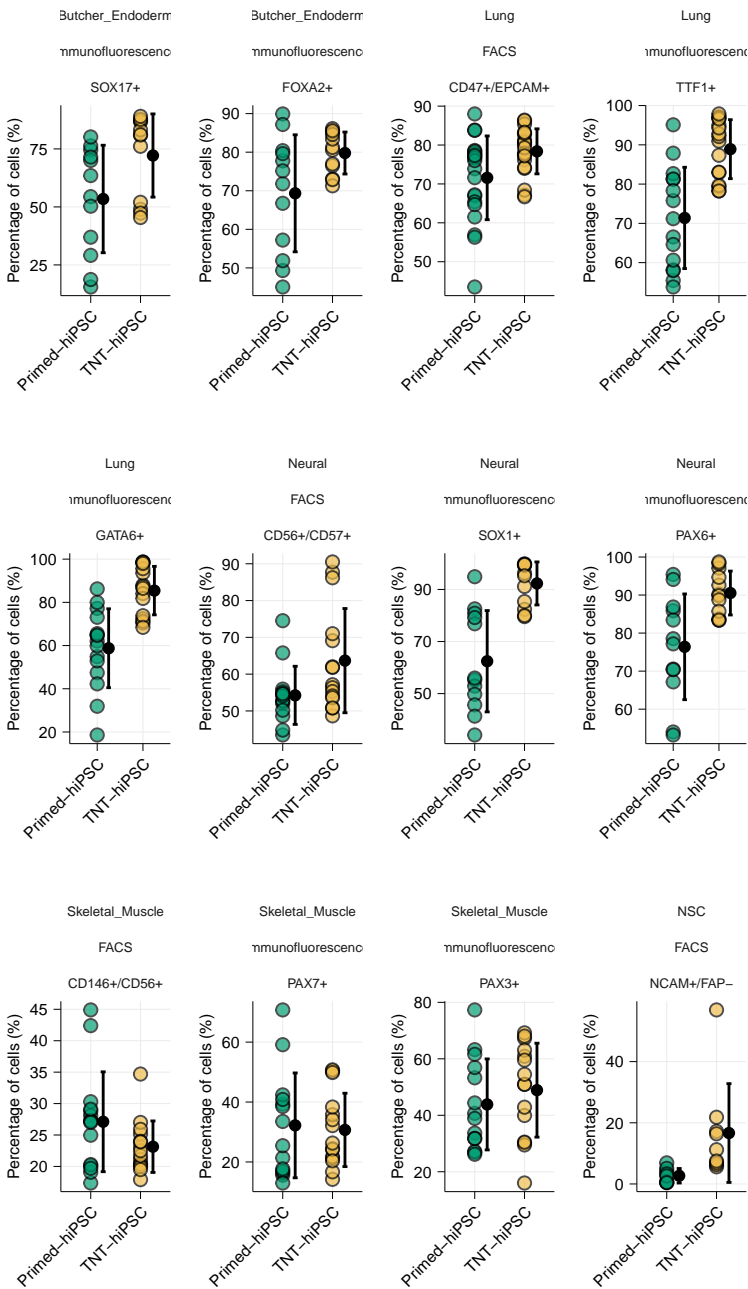 Butcher_Endoderm Butcher_Endoderm Lung Lung
mmunofluorescenc mmunofluorescenc FACS mmunofluorescenc
SOX17+ FOXA2+ CD47+/EPCAM+ TTF1+
Percentage of cells (%) Percentage of cells (%) Percentage of cells (%) Percentage of cells (%)
75 50 25
90 80 70 60 50
90 80 70 60 50
100 90 80 70 60
Primed-hiPSC TNT-hiPSC Primed-hiPSC TNT-hiPSC Primed-hiPSC TNT-hiPSC Primed-hiPSC TNT-hiPSC
Lung Neural Neural Neural
mmunofluorescenc FACS mmunofluorescenc mmunofluorescenc
GATA6+ CD56+/CD57+ SOX1+ PAX6+
Percentage of cells (%) Percentage of cells (%) Percentage of cells (%) Percentage of cells (%)
100 80 60 40 20
90 80 70 60 50
90 70 50
100 90 80 70 60
Primed-hiPSC TNT-hiPSC Primed-hiPSC TNT-hiPSC Primed-hiPSC TNT-hiPSC Primed-hiPSC TNT-hiPSC
Skeletal_Muscle Skeletal_Muscle Skeletal_Muscle NSC
FACS mmunofluorescenc mmunofluorescenc FACS
CD146+/CD56+ PAX7+ PAX3+ NCAM+/FAP-
Percentage of cells (%) Percentage of cells (%) Percentage of cells (%) Percentage of cells (%)
45 40 35 30 25 20
60 40 20
80 60 40 20
40 20 0
Primed-hiPSC TNT-hiPSC Primed-hiPSC TNT-hiPSC Primed-hiPSC TNT-hiPSC Primed-hiPSC TNT-hiPSC